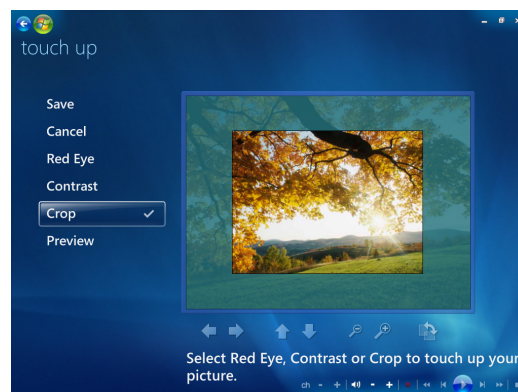 touch up
Save
Cancel
Red Eye
Contrast
Crop
Preview
Select Red Eye, Contrast or Crop to touch up your
picture.
ch